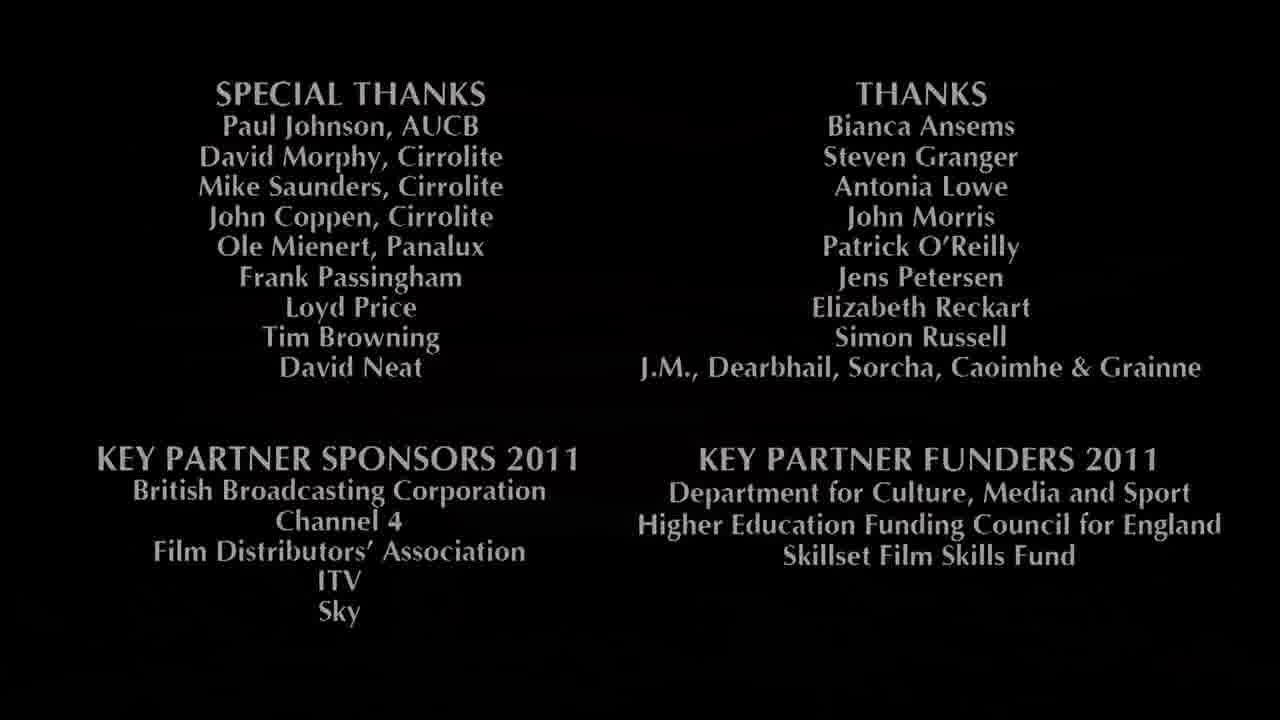 SPECIAL THANKS
Paul Johnson, AUCB
David Morphy, Cirrolite
Mike Saunders, Cirrolite
John Coppen, Cirrolite
Ole Mienert, Panalux
Frank Passingham
Loyd Price
Tim Browning
David Neat
THANKS
Bianca Ansems
Steven Granger
Antonia Lowe
John Morris
Patrick O’Reilly
Jens Petersen
Elizabeth Reckart
Simon Russell
J.M., Dearbhail, Sorcha, Caoimhe & Grainne
KEY PARTNER SPONSORS 2011
British Broadcasting Corporation
Channel 4
Film Distributors’ Association
ITV
Sky
KEY PARTNER FUNDERS 2011
Department for Culture, Media and Sport
Higher Education Funding Council for England
Skillset Film Skills Fund